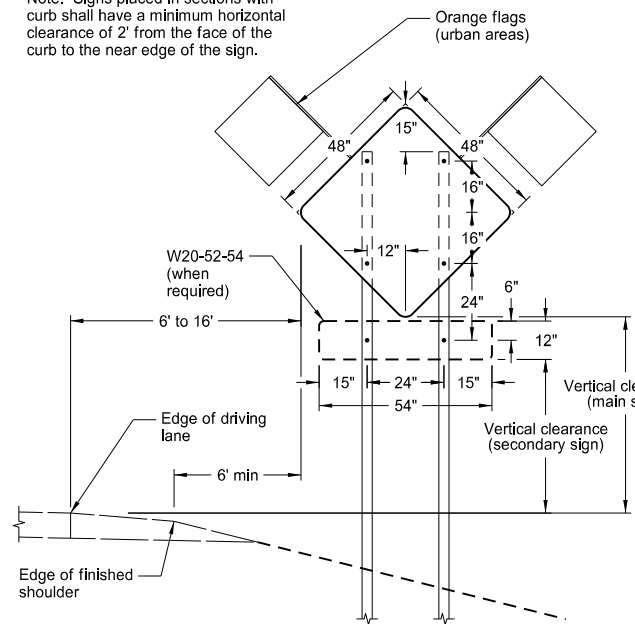 Note: Signs placed in sections with
curb shall have a minimum horizontal
clearance of 2' from the face of the
curb to the near edge of the sign.
Orange flags
(urban areas)
48"
15"
48"
16"
16"
12"
W20-52-54
(when
required)
24"
6"
6' to 16'
12"
15"
24"
15"
54"
Vertical
(main
Vertical clearance
(secondary sign)
Edge of driving
lane
6' min
Edge of finished
shoulder